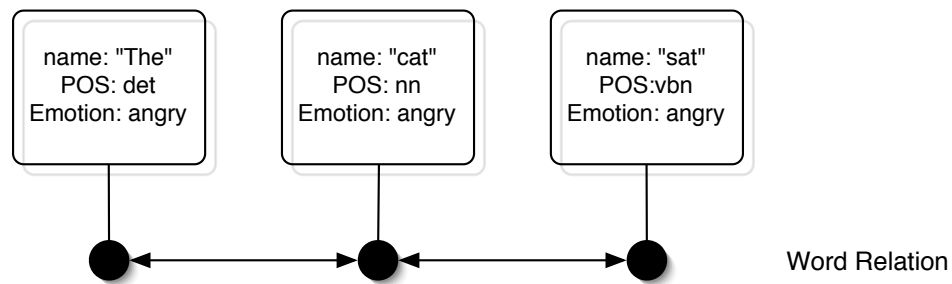 name: "The"
POS: det
Emotion: angry
name: "cat"
POS: nn
Emotion: angry
name: "sat"
POS:vbn
Emotion: angry
Word Relation